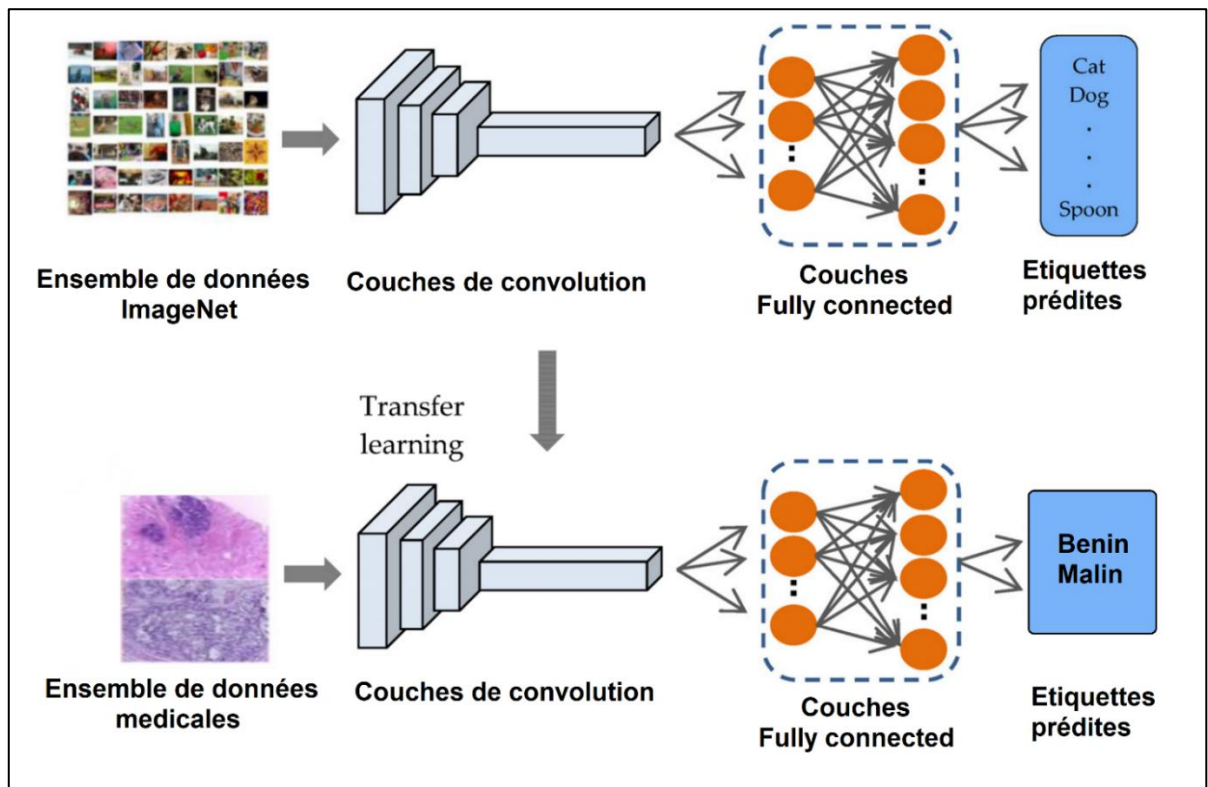 Cat
Dog
.
.
.
Spoon
Ensemble de données
ImageNet
Couches de convolution
Couches
Fully connected
Etiquettes
prédites
Transfer
learning
Benin
Malin
Ensemble de données
medicales
Couches de convolution
Couches
Fully connected
Etiquettes
prédites